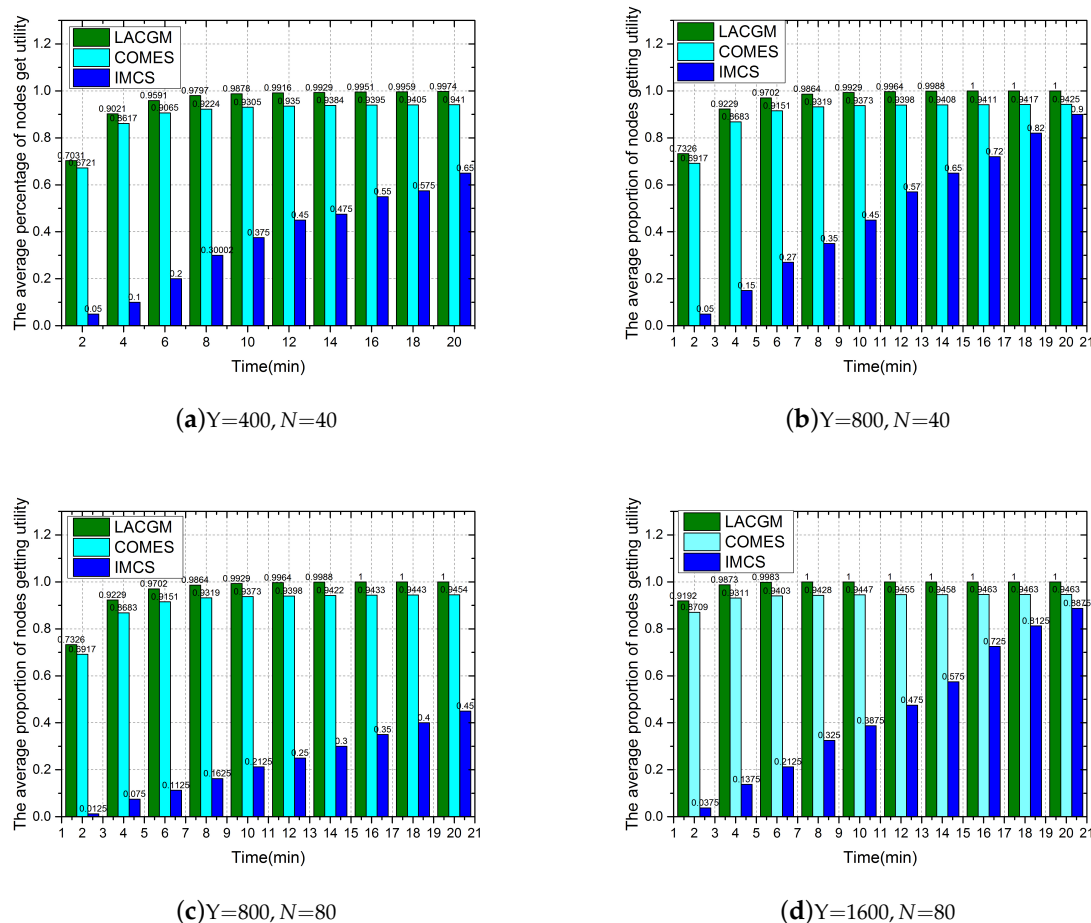 LACGM
COMES
IMCS
The average percentage of nodes get utility
1.2
1.0
0.8
0.6
0.4
0.2
0.0
0.7031 0.9021 0.9591 0.9797 0.9878 0.9916 0.9929 0.9951 0.9959 0.9974
0.6721 0.8617 0.9065 0.9224 0.9305 0.935 0.9384 0.9395 0.9405 0.941
0.05 0.1 0.2 0.30002 0.375 0.45 0.475 0.55 0.575 0.65
2 4 6 8 10 12 14 16 18 20
Time(min)
(a)Υ=400, N=40
LACGM
COMES
IMCS
The average proportion of nodes getting utility
1.2
1.0
0.8
0.6
0.4
0.2
0.0
0.7326 0.9229 0.9702 0.9864 0.9929 0.9964 0.9988 1 1 1
0.6917 0.8683 0.9151 0.9319 0.9373 0.9398 0.9408 0.9411 0.9417 0.9425
0.05 0.15 0.27 0.35 0.45 0.57 0.65 0.72 0.82 0.9
1 2 3 4 5 6 7 8 9 10 11 12 13 14 15 16 17 18 19 20 21
Time(min)
(b)Υ=800, N=40
LACGM
COMES
IMCS
The average proportion of nodes getting utility
1.2
1.0
0.8
0.6
0.4
0.2
0.0
0.7326 0.9229 0.9702 0.9864 0.9929 0.9964 0.9988 1 1 1
0.6917 0.8683 0.9151 0.9319 0.9373 0.9398 0.9422 0.9433 0.9443 0.9454
0.0125 0.075 0.1125 0.1625 0.2125 0.25 0.3 0.35 0.4 0.45
1 2 3 4 5 6 7 8 9 10 11 12 13 14 15 16 17 18 19 20 21
Time(min)
(c)Υ=800, N=80
LACGM
COMES
IMCS
The average proportion of nodes getting utility
1.2
1.0
0.8
0.6
0.4
0.2
0.0
0.9192 0.9873 0.9983 1 1 1 1 1 1 1
0.8709 0.9311 0.9403 0.9428 0.9447 0.9455 0.9458 0.9463 0.9463 0.9463
0.0375 0.1375 0.2125 0.325 0.3875 0.475 0.575 0.725 0.8125 0.8875
1 2 3 4 5 6 7 8 9 10 11 12 13 14 15 16 17 18 19 20 21
Time(min)
(d)Υ=1600, N=80